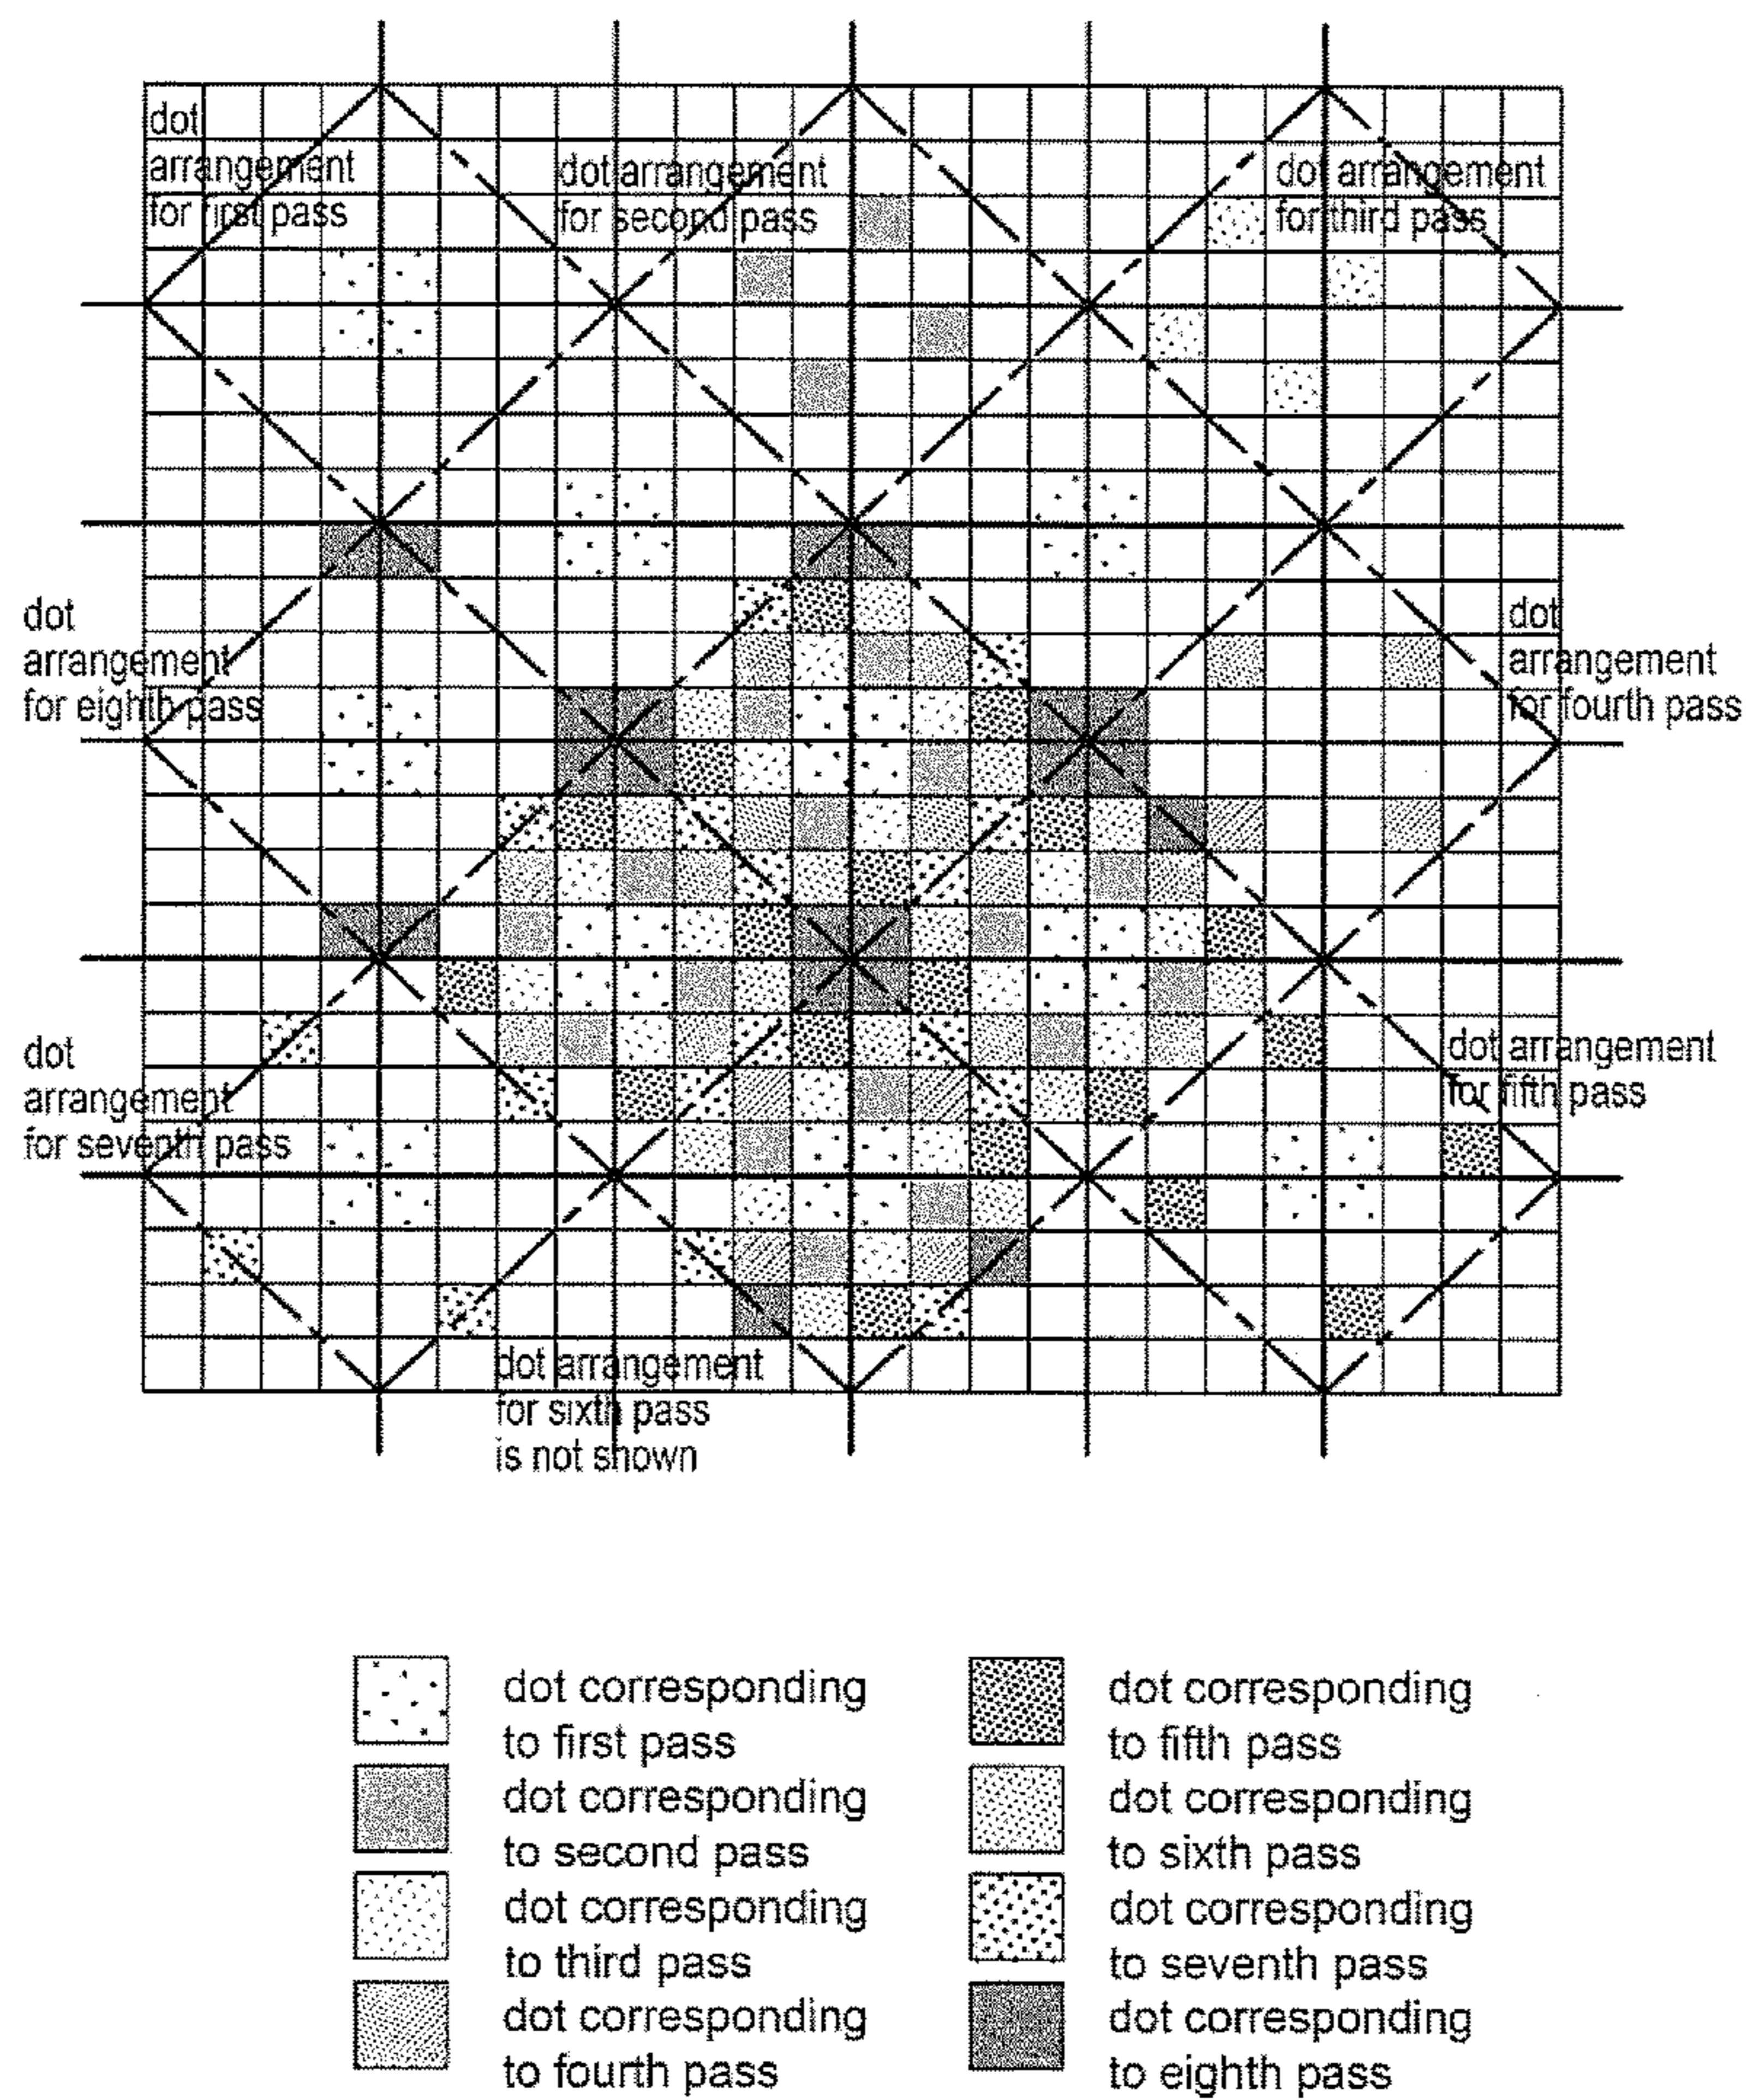 dot
arrangement
for first pass
dot arrangement
for second pass
dot arrangement
for third pass
dot
arrangement
for eighth pass
dot
arrangement
for fourth pass
dot
arrangement
for seventh pass
dot arrangement
for fifth pass
dot arrangement
for sixth pass
is not shown
dot corresponding
to first pass
dot corresponding
to second pass
dot corresponding
to third pass
dot corresponding
to fourth pass
dot corresponding
to fifth pass
dot corresponding
to sixth pass
dot corresponding
to seventh pass
dot corresponding
to eighth pass